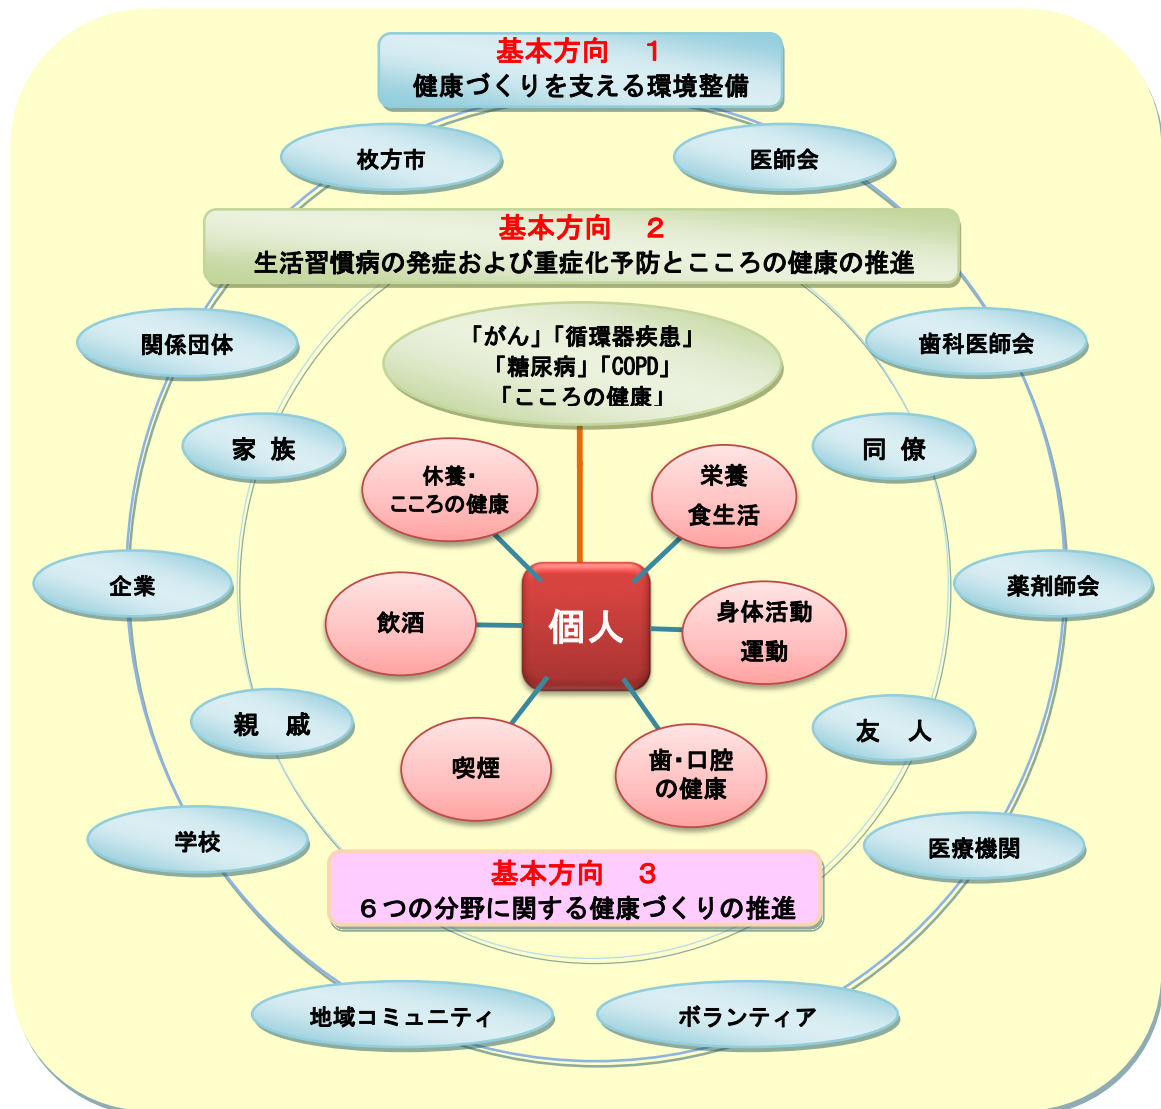 基本方向　１
健康づくりを支える環境整備
枚方市
医師会
基本方向　２
生活習慣病の発症および重症化予防とこころの健康の推進
関係団体
「がん」「循環器疾患」
「糖尿病」「COPD」
「こころの健康」
歯科医師会
家 族
同 僚
休養・
こころの健康
栄養
食生活
企業
薬剤師会
飲酒
個人
身体活動
運動
親　戚
友　人
喫煙
歯・口腔
の健康
学校
医療機関
基本方向　３
６つの分野に関する健康づくりの推進
地域コミュニティ
ボランティア